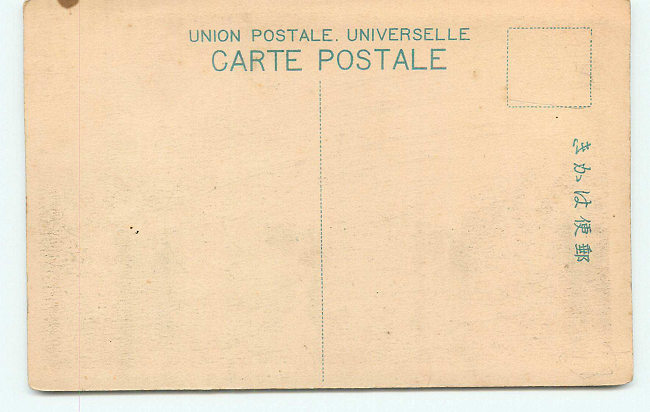 UNION POSTALE. UNIVERSELLE
CARTE POSTALE
郵便はかき